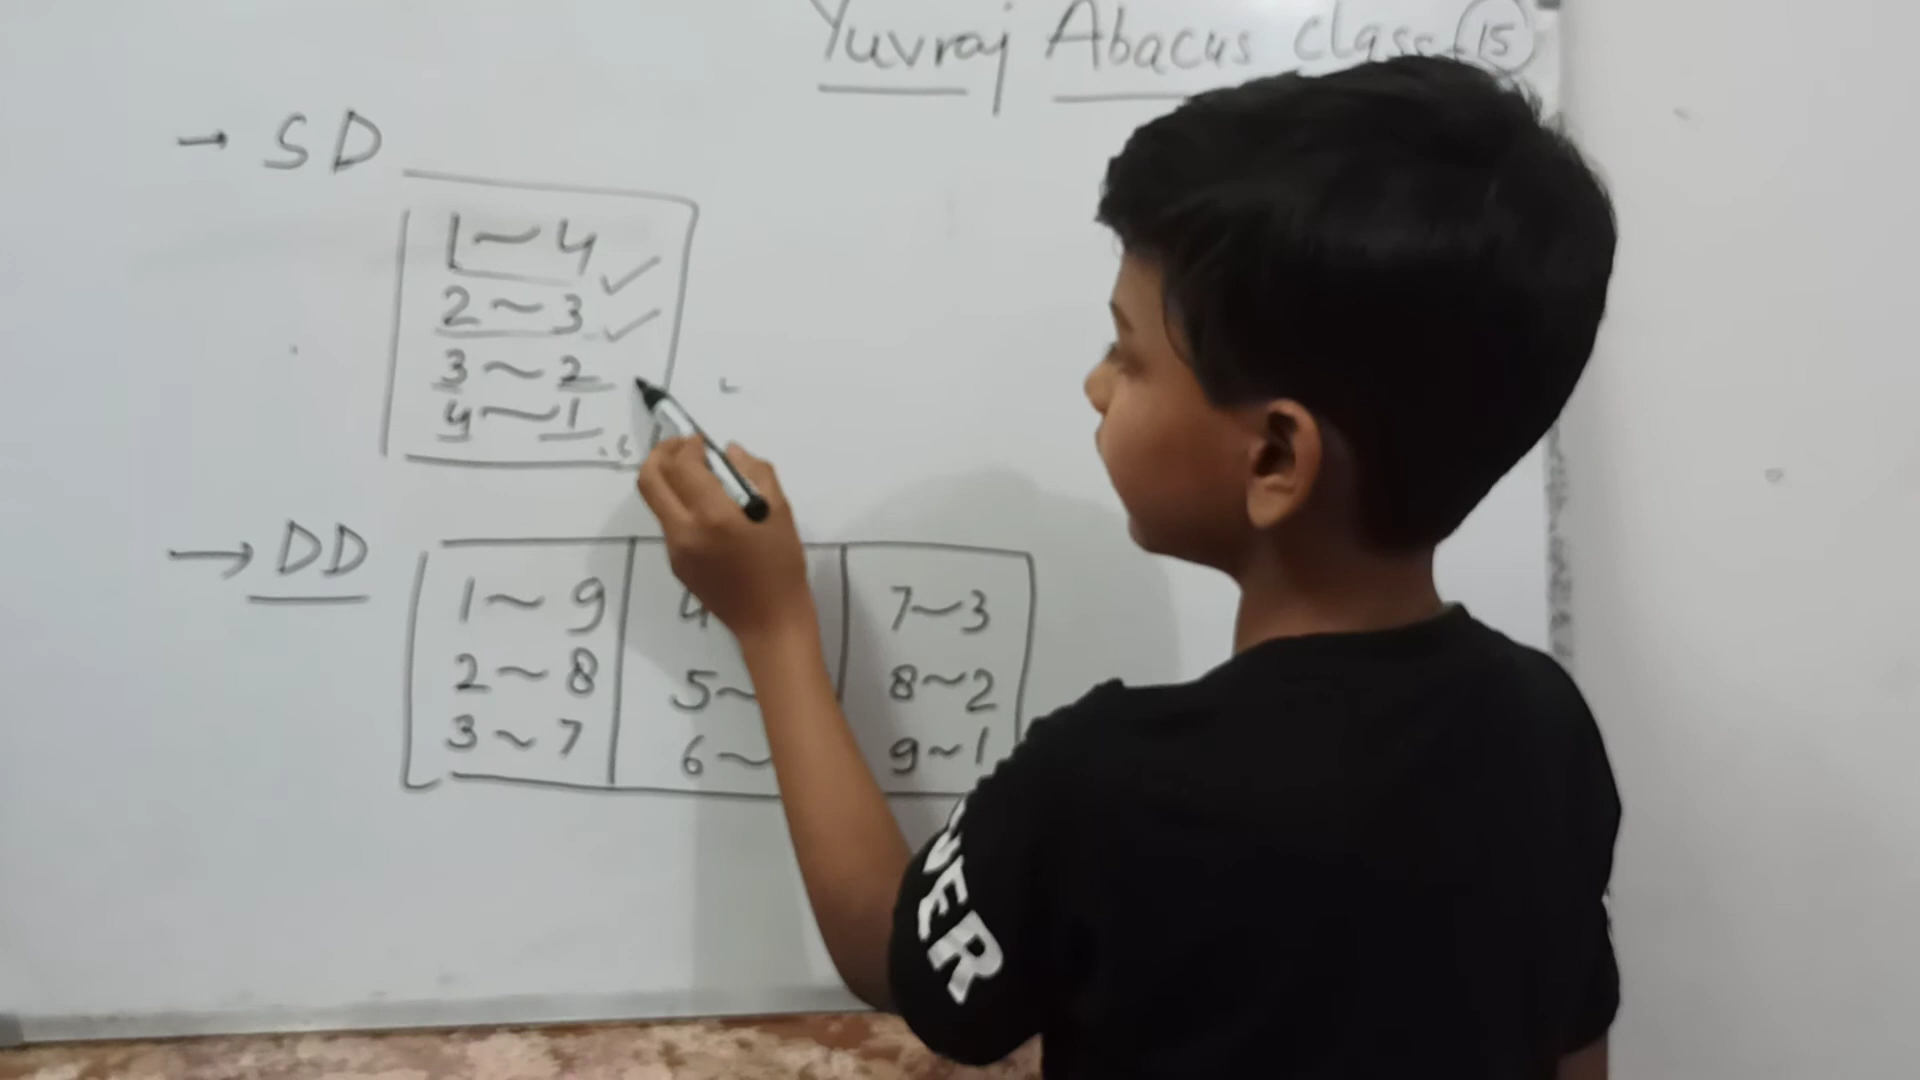 Yuvraj Abacus Class-15
→ SD
1~4 ✓
2~3 ✓
3~2
4~1
→ DD
1~9 4 7~3
2~8 5~ 8~2
3~7 6~ 9~1
VER